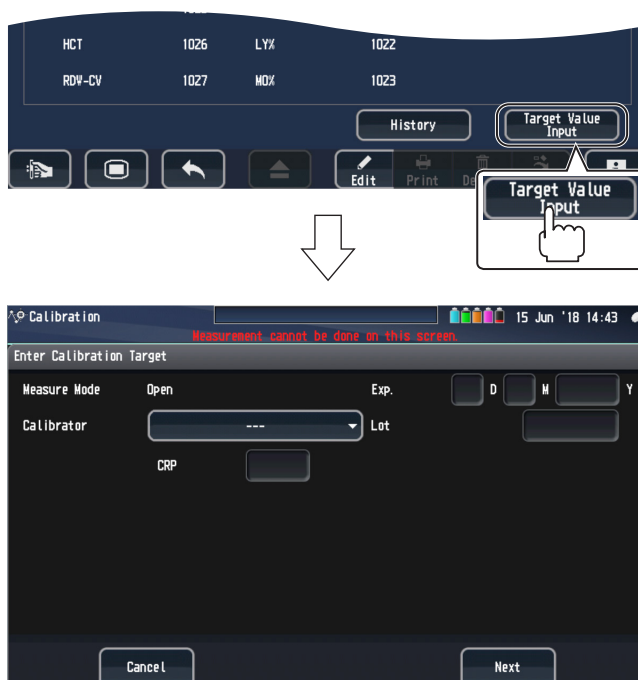 HCT 1026 LY% 1022
RDW-CV 1027 MO% 1023
History
Target Value
Input
Edit Print
Target Value
Input
Calibration 15 Jun '18 14:43
Measurement cannot be done on this screen.
Enter Calibration Target
Measure Mode Open Exp. D M Y
Calibrator --- Lot
CRP
Cancel Next